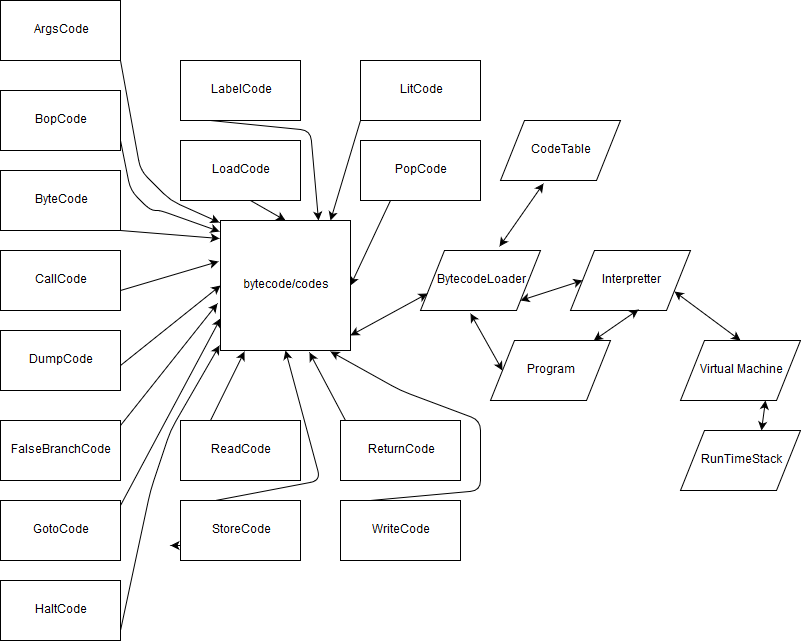 ArgsCode
LabelCode
LitCode
BopCode
CodeTable
LoadCode
PopCode
ByteCode
CallCode
bytecode/codes
BytecodeLoader
Interpretter
DumpCode
Program
Virtual Machine
FalseBranchCode
ReadCode
ReturnCode
RunTimeStack
GotoCode
StoreCode
WriteCode
HaltCode